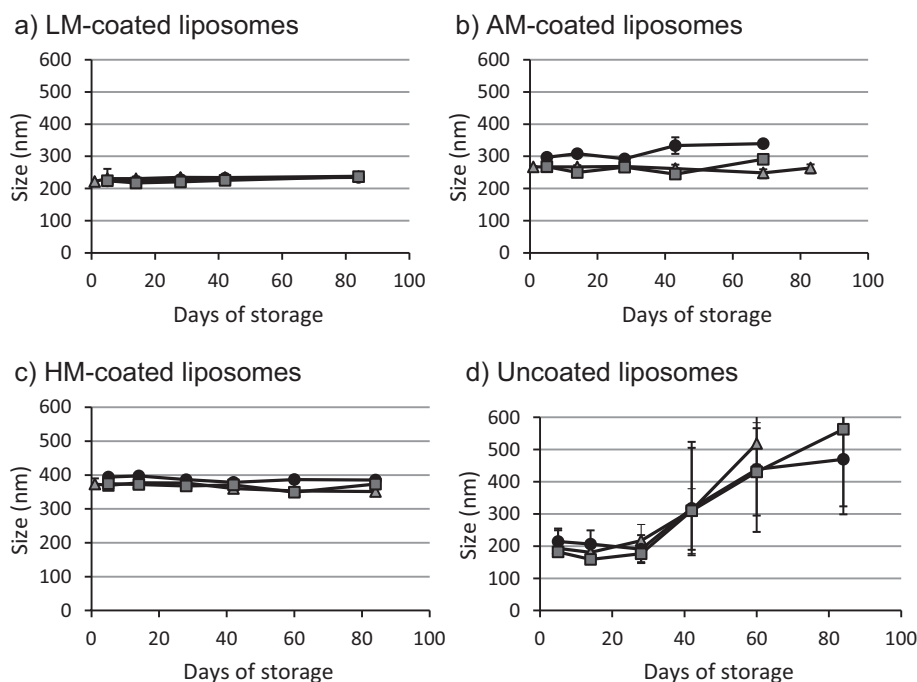 a) LM-coated liposomes
600
500
400
300
200
100
0
Size (nm)
0 20 40 60 80 100
Days of storage
b) AM-coated liposomes
600
500
400
300
200
100
0
Size (nm)
0 20 40 60 80 100
Days of storage
c) HM-coated liposomes
600
500
400
300
200
100
0
Size (nm)
0 20 40 60 80 100
Days of storage
d) Uncoated liposomes
600
500
400
300
200
100
0
Size (nm)
0 20 40 60 80 100
Days of storage